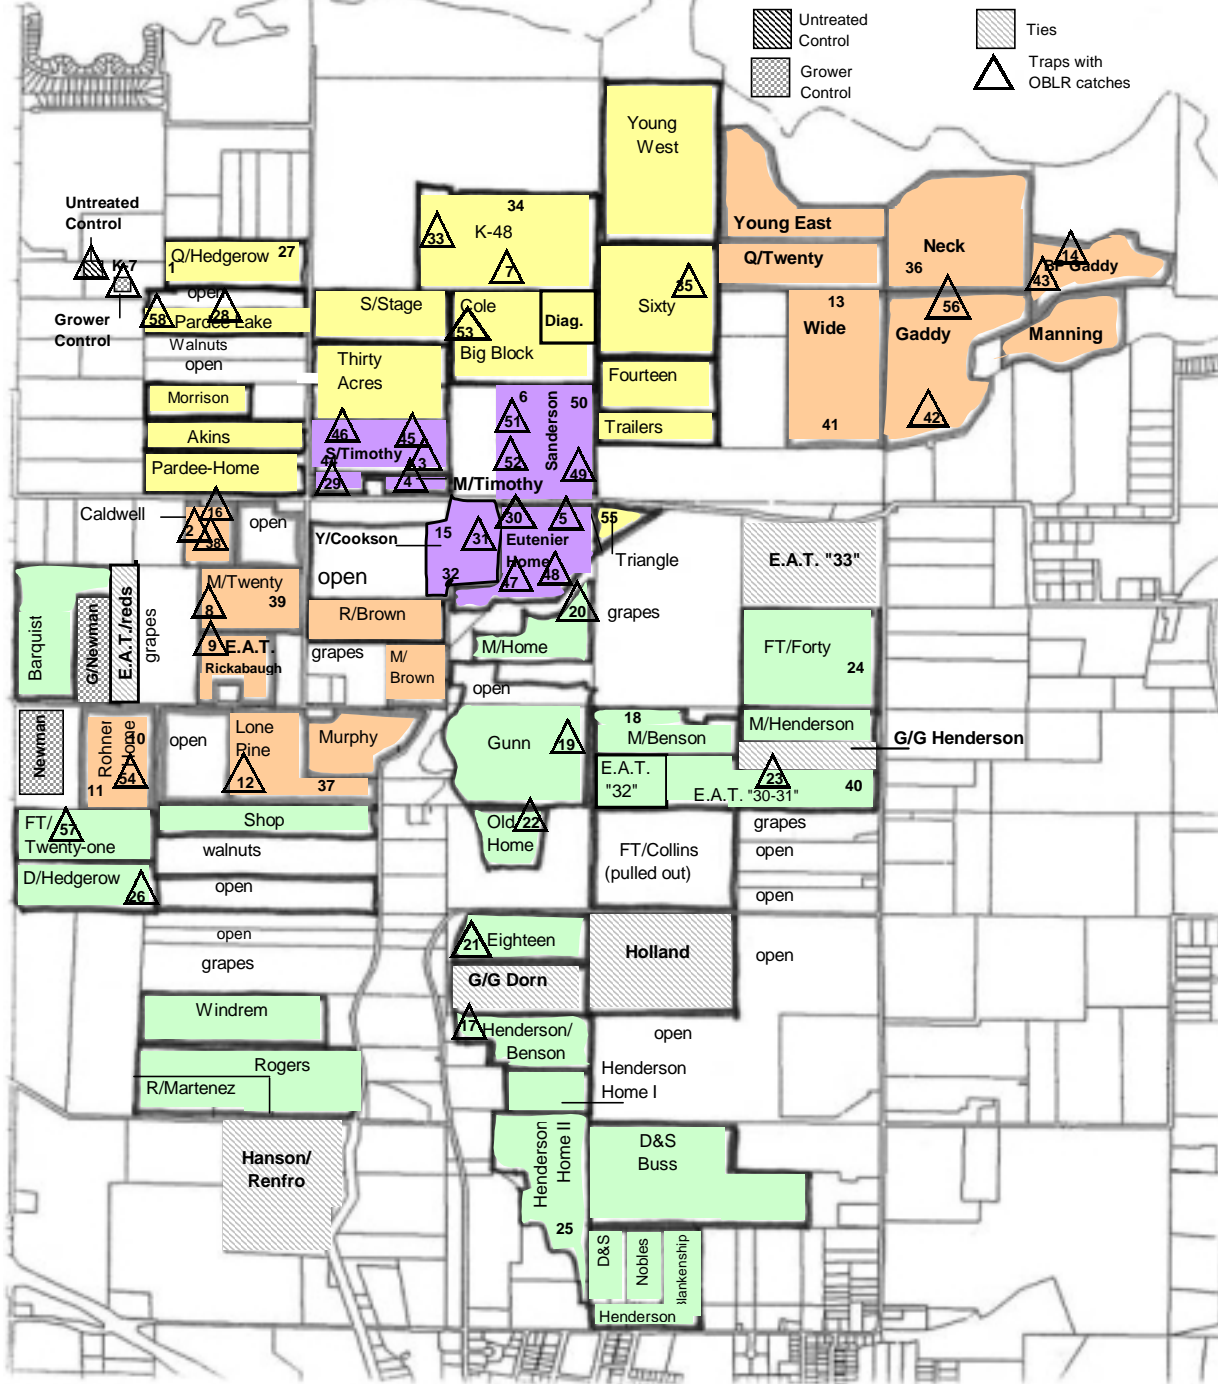 Untreated
Control
Ties
Grower
Control
Traps with
OBLR catches
Young
West
Untreated
Control
34
33
K-48
7
Young East
Neck
36
Q/Twenty
14
BP Gaddy
43
Q/Hedgerow
27
1
K-7
open
Grower
Control
58
28
Pardee Lake
Walnuts
open
S/Stage
Cole
53
Big Block
Diag.
35
Sixty
13
Wide
56
Gaddy
Manning
Thirty
Acres
Fourteen
Morrison
Akins
Pardee-Home
46
45
S/Timothy
44
3
29
4
M/Timothy
6
51
50
Sanderson
52
49
Trailers
41
42
Caldwell
16
2
38
open
Y/Cookson
15
31
32
open
30
5
Eutenier
Home
47
48
55
Triangle
E.A.T. "33"
Barquist
G/Newman
E.A.T./reds
grapes
M/Twenty
8
39
9
E.A.T.
Rickabaugh
R/Brown
grapes
M/
Brown
20
grapes
M/Home
open
FT/Forty
24
Newman
Rohner
Home
10
54
11
open
Lone
Pine
12
Murphy
37
Gunn
19
18
M/Benson
M/Henderson
G/G Henderson
E.A.T.
"32"
23
E.A.T. "30-31"
40
FT/
57
Twenty-one
Shop
walnuts
D/Hedgerow
26
open
Old
22
Home
FT/Collins
(pulled out)
grapes
open
open
open
grapes
21
Eighteen
G/G Dorn
Holland
open
17
Henderson/
Benson
open
Henderson
Home I
Windrem
Rogers
R/Martenez
Hanson/
Renfro
Henderson
Home II
25
D&S
Buss
D&S
Nobles
Blankenship
Henderson